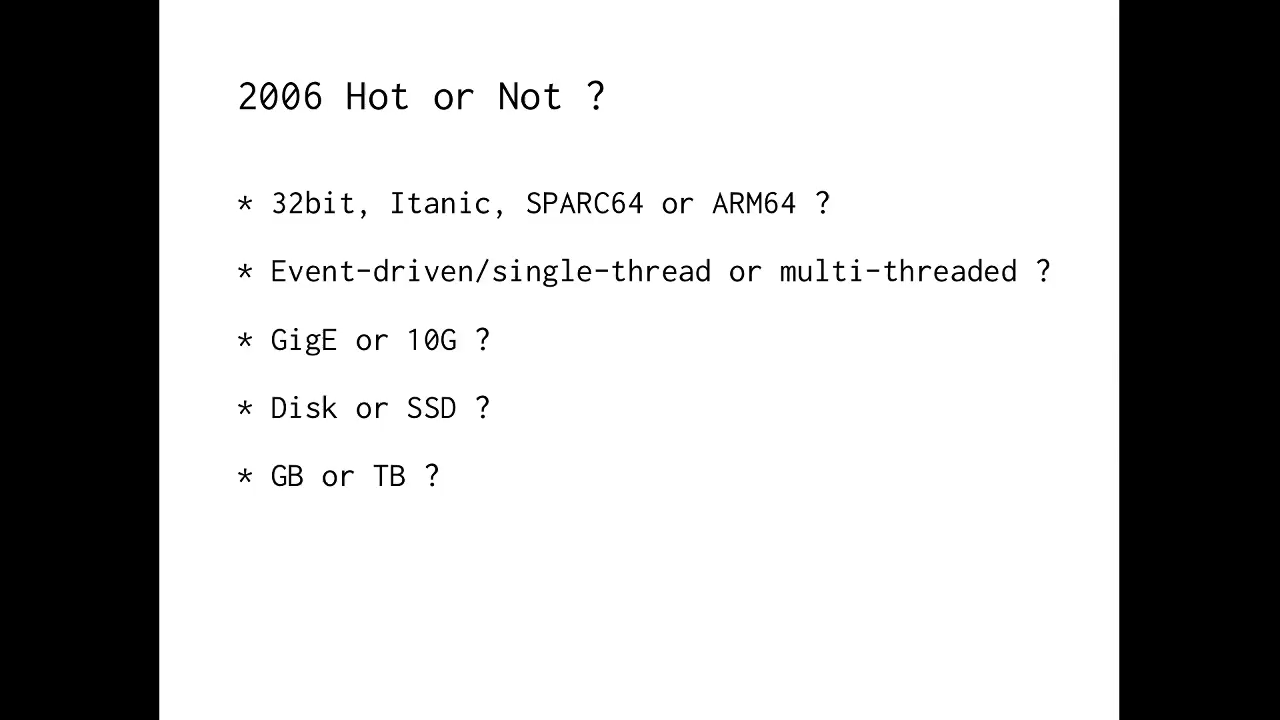 2006 Hot or Not ?
* 32bit, Itanic, SPARC64 or ARM64 ?
* Event-driven/single-thread or multi-threaded ?
* GigE or 10G ?
* Disk or SSD ?
* GB or TB ?